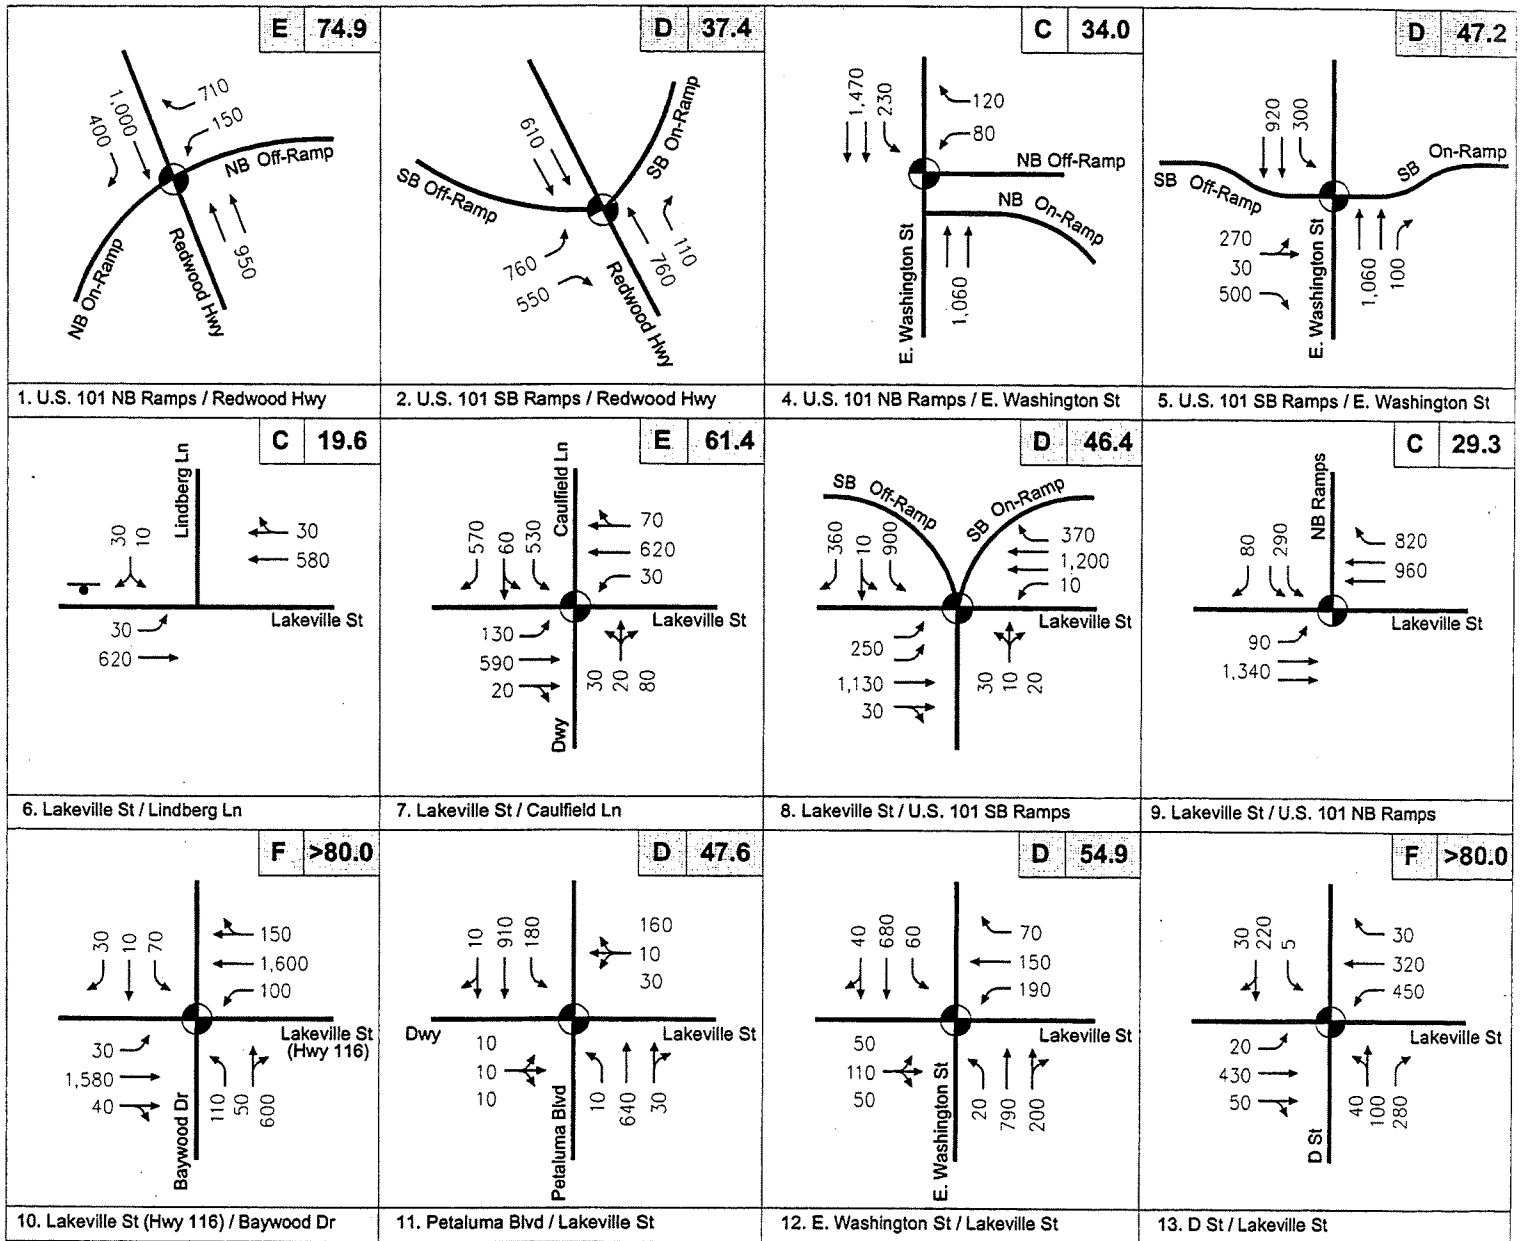 E 74.9
1,000
400
710
150
NB Off-Ramp
NB On-Ramp
Redwood Hwy
950
1. U.S. 101 NB Ramps / Redwood Hwy
D 37.4
610
SB On-Ramp
SB Off-Ramp
760
550
110
760
Redwood Hwy
2. U.S. 101 SB Ramps / Redwood Hwy
C 34.0
1,470
230
120
80
NB Off-Ramp
NB On-Ramp
E. Washington St
1,060
4. U.S. 101 NB Ramps / E. Washington St
D 47.2
920
300
SB On-Ramp
SB Off-Ramp
270
30
500
E. Washington St
1,060
100
5. U.S. 101 SB Ramps / E. Washington St
C 19.6
Lindberg Ln
30
10
30
580
Lakeville St
30
620
6. Lakeville St / Lindberg Ln
E 61.4
Caulfield Ln
570
60
530
70
620
30
Lakeville St
130
590
20
30
20
80
Dwy
7. Lakeville St / Caulfield Ln
D 46.4
SB Off-Ramp
SB On-Ramp
360
10
900
370
1,200
10
Lakeville St
250
1,130
30
30
10
20
8. Lakeville St / U.S. 101 SB Ramps
C 29.3
NB Ramps
80
290
820
960
Lakeville St
90
1,340
9. Lakeville St / U.S. 101 NB Ramps
F >80.0
30
10
70
150
1,600
100
Lakeville St
(Hwy 116)
30
1,580
40
Baywood Dr
110
50
600
10. Lakeville St (Hwy 116) / Baywood Dr
D 47.6
10
910
180
160
10
30
Dwy
Lakeville St
10
10
10
Petaluma Blvd
10
640
30
11. Petaluma Blvd / Lakeville St
D 54.9
40
680
60
70
150
190
Lakeville St
50
110
50
E. Washington St
20
790
200
12. E. Washington St / Lakeville St
F >80.0
30
220
5
30
320
450
Lakeville St
20
430
50
D St
40
100
280
13. D St / Lakeville St